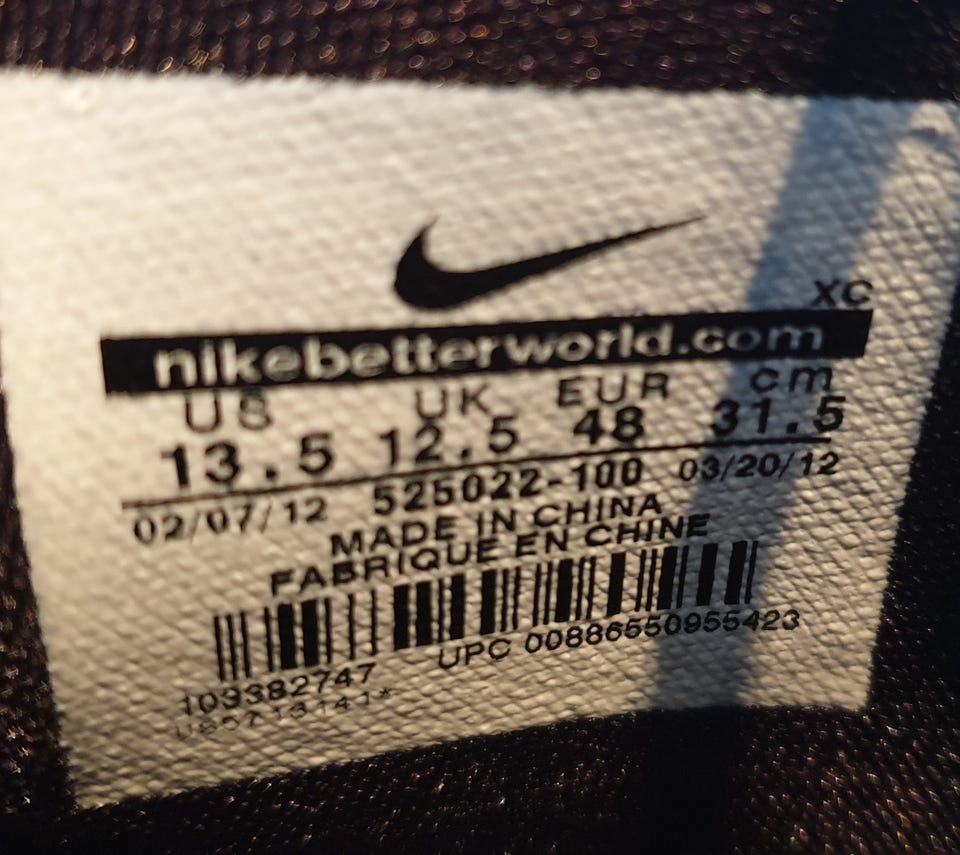 XC
nikebetterworld.com
US UK EUR cm
13.5 12.5 48 31.5
02/07/12 525022-100 03/20/12
MADE IN CHINA
FABRIQUE EN CHINE
109382747 UPC 00886550955423